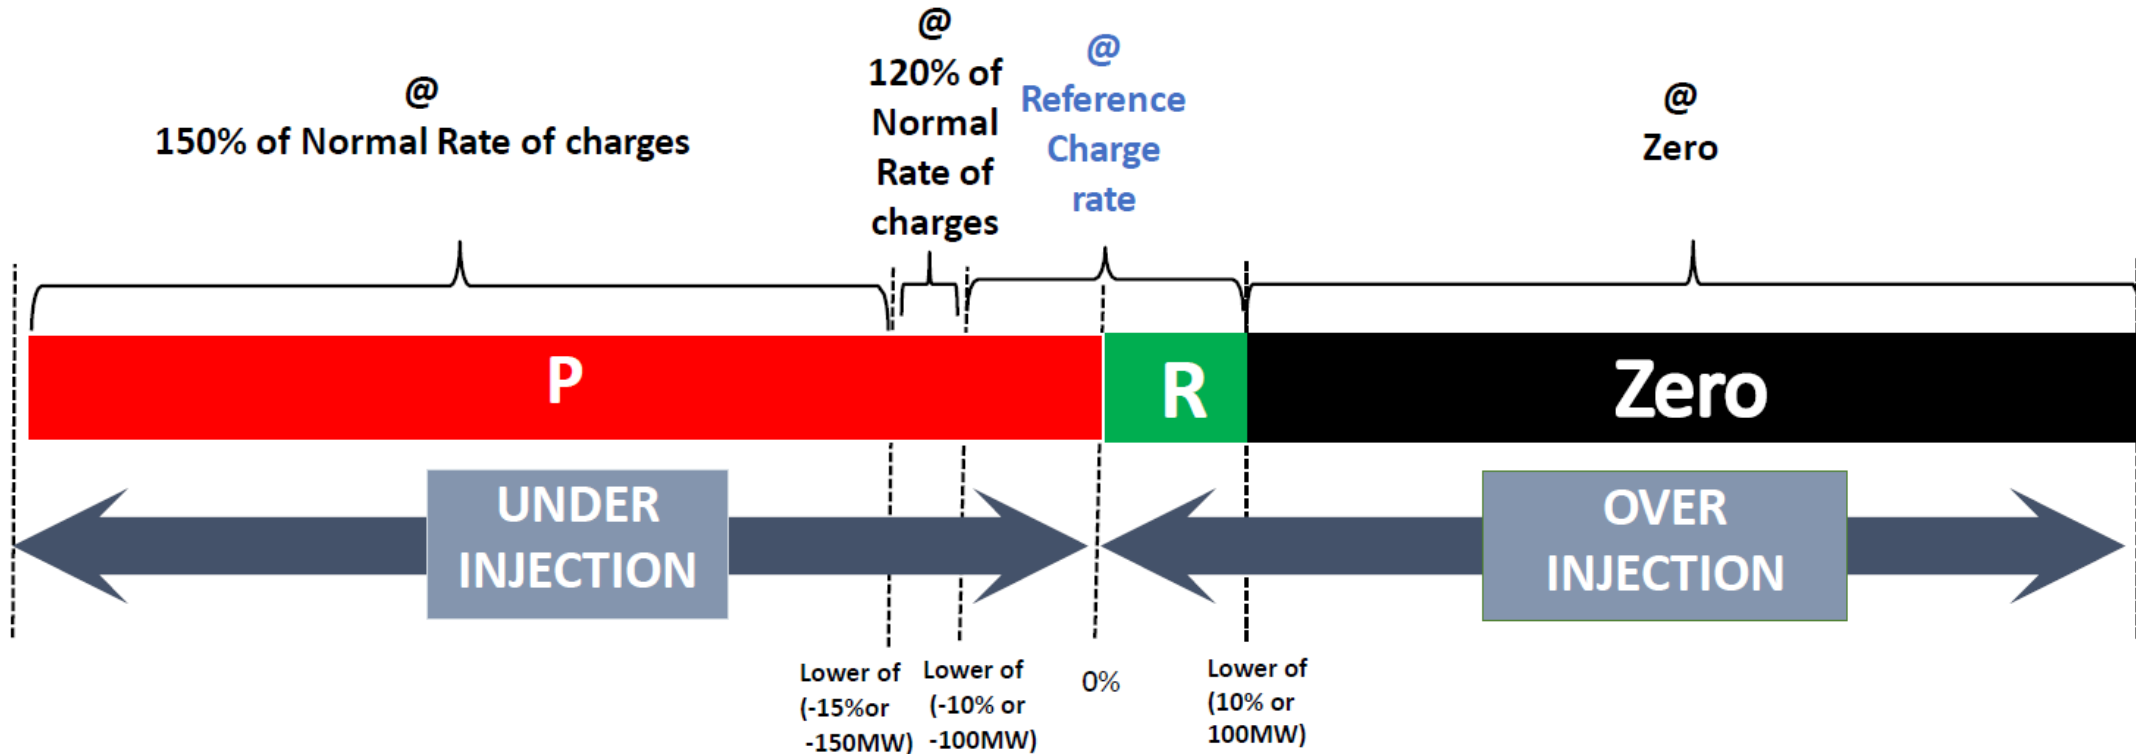 @
150% of Normal Rate of charges
@
120% of
Normal
Rate of
charges
@
Reference
Charge
rate
@
Zero
P
R
Zero
UNDER
INJECTION
OVER
INJECTION
Lower of
(-15%or
-150MW)
Lower of
(-10% or
-100MW)
0%
Lower of
(10% or
100MW)